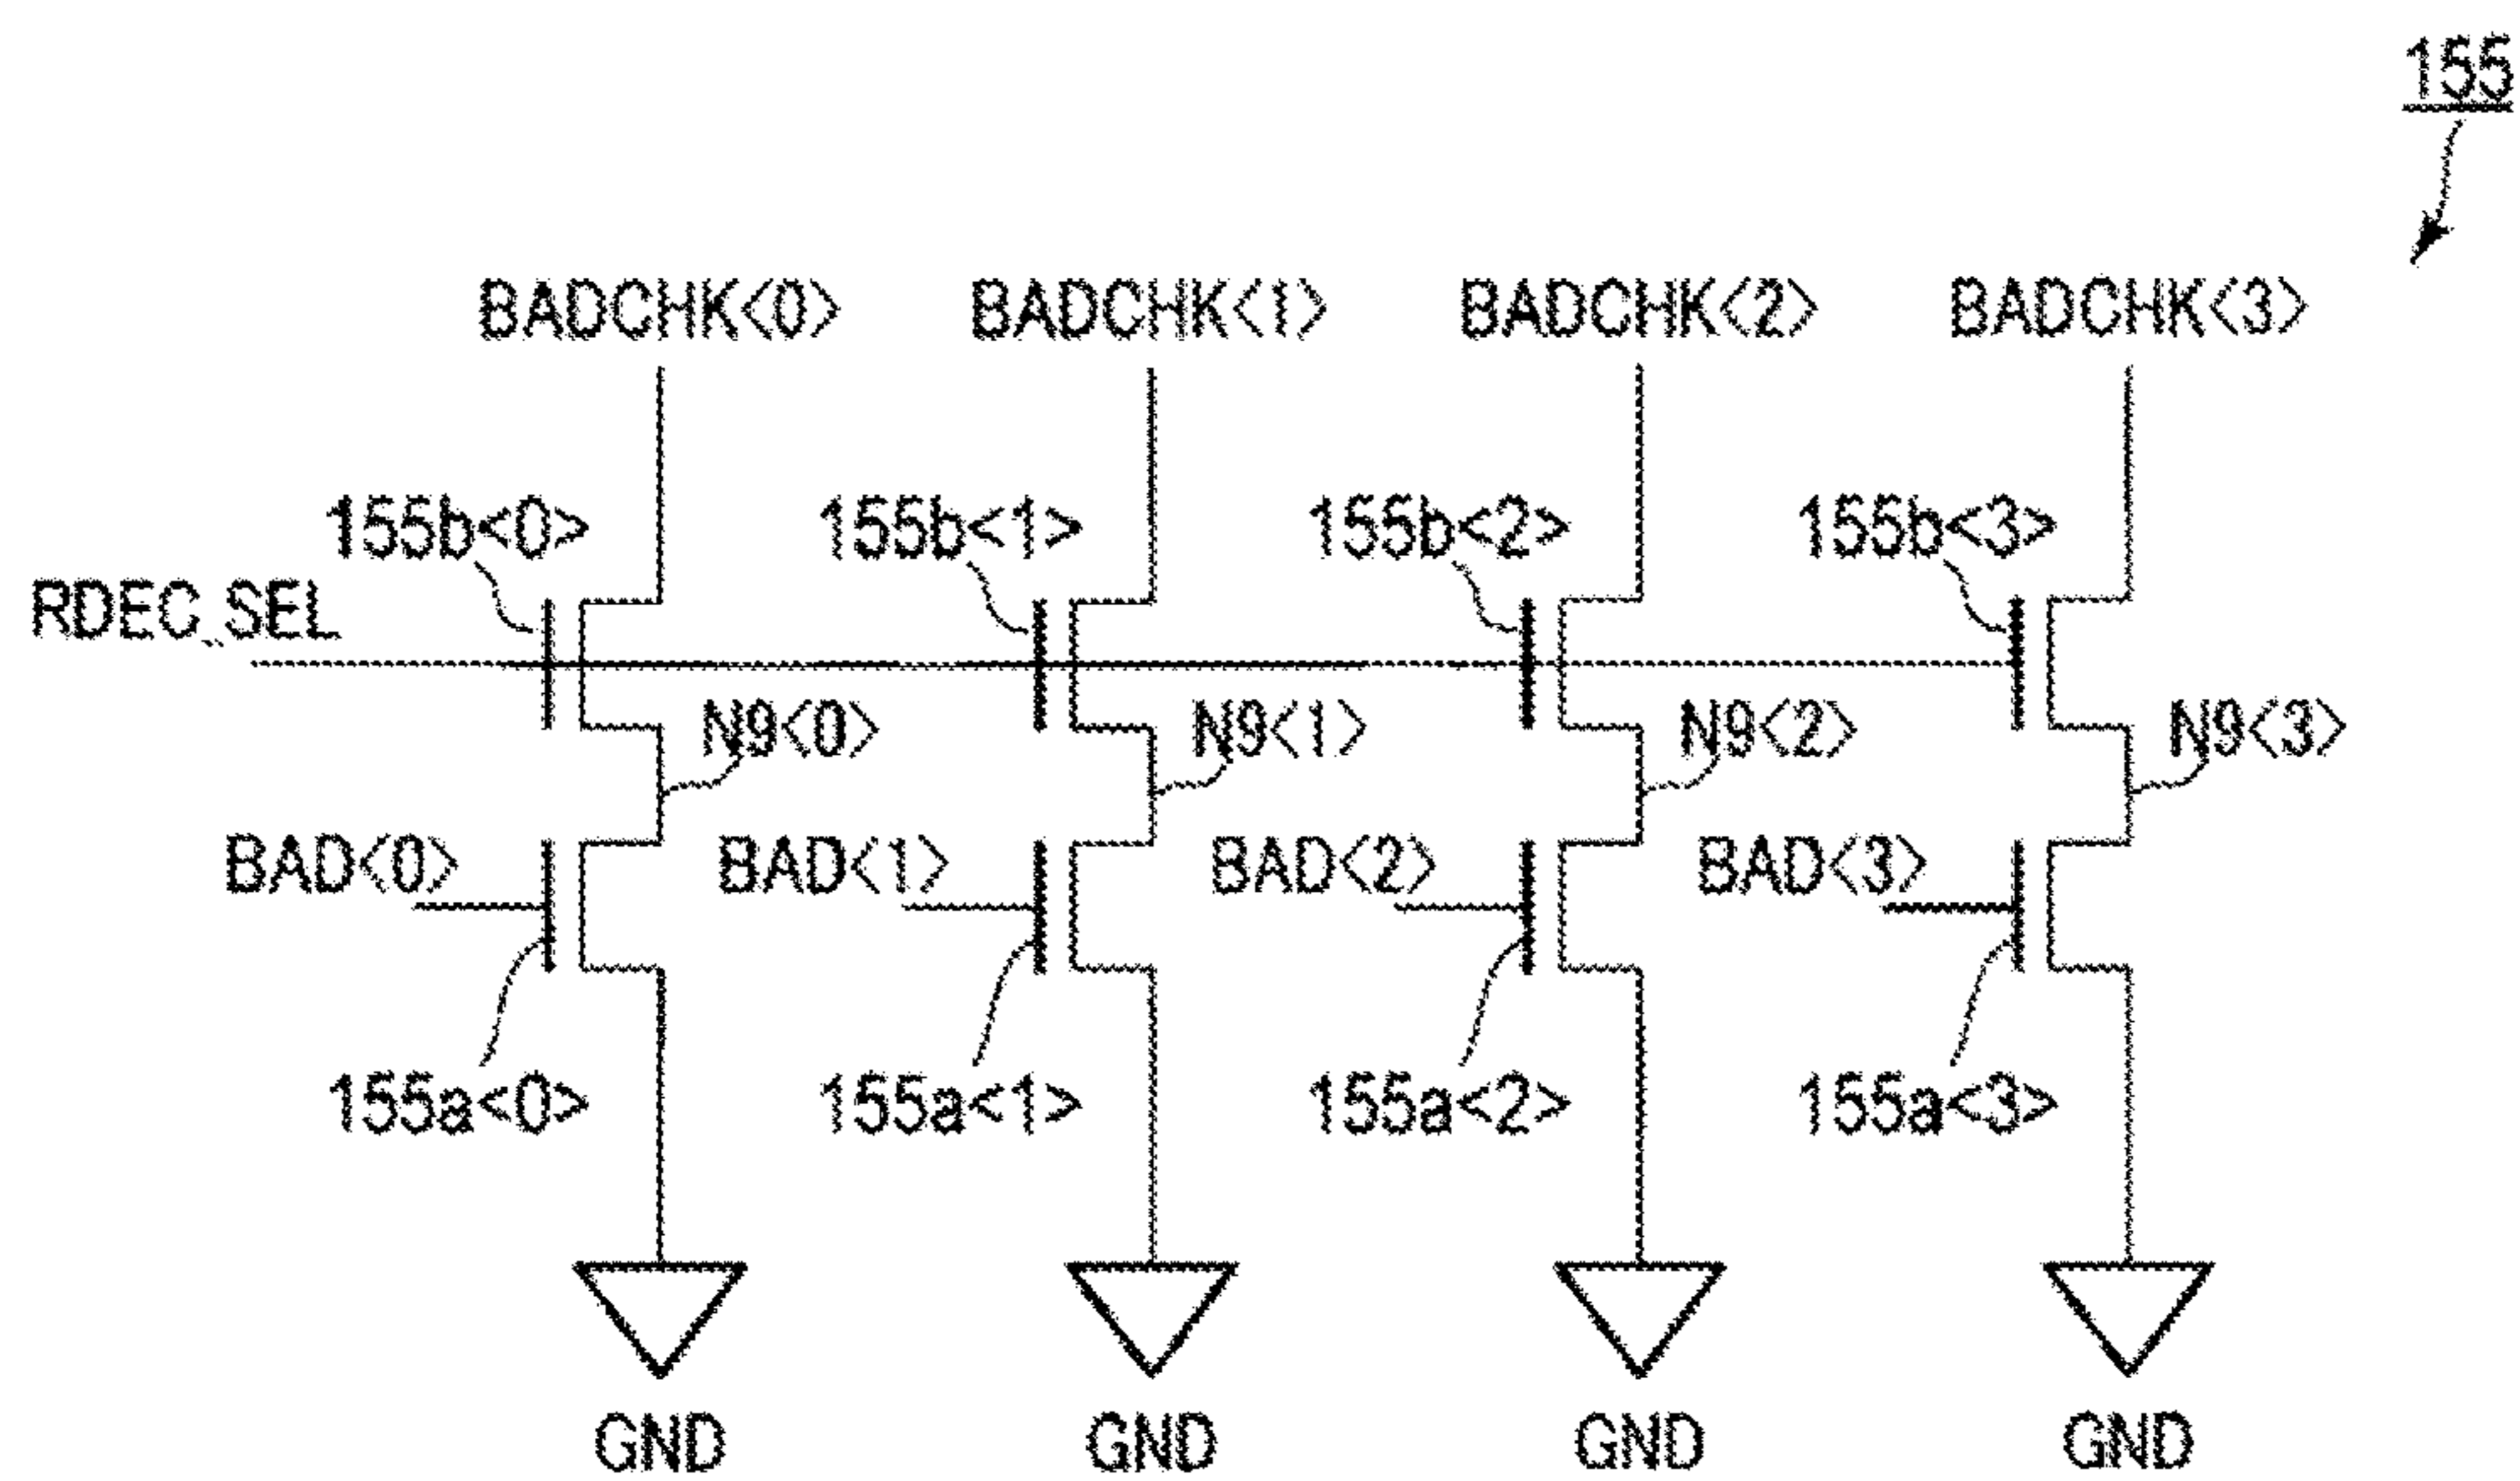 155
BADCHK<0> BADCHK<1> BADCHK<2> BADCHK<3>
155b<0> 155b<1> 155b<2> 155b<3>
RDEC_SEL
N9<0> N9<1> N9<2> N9<3>
BAD<0> BAD<1> BAD<2> BAD<3>
155a<0> 155a<1> 155a<2> 155a<3>
GND GND GND GND